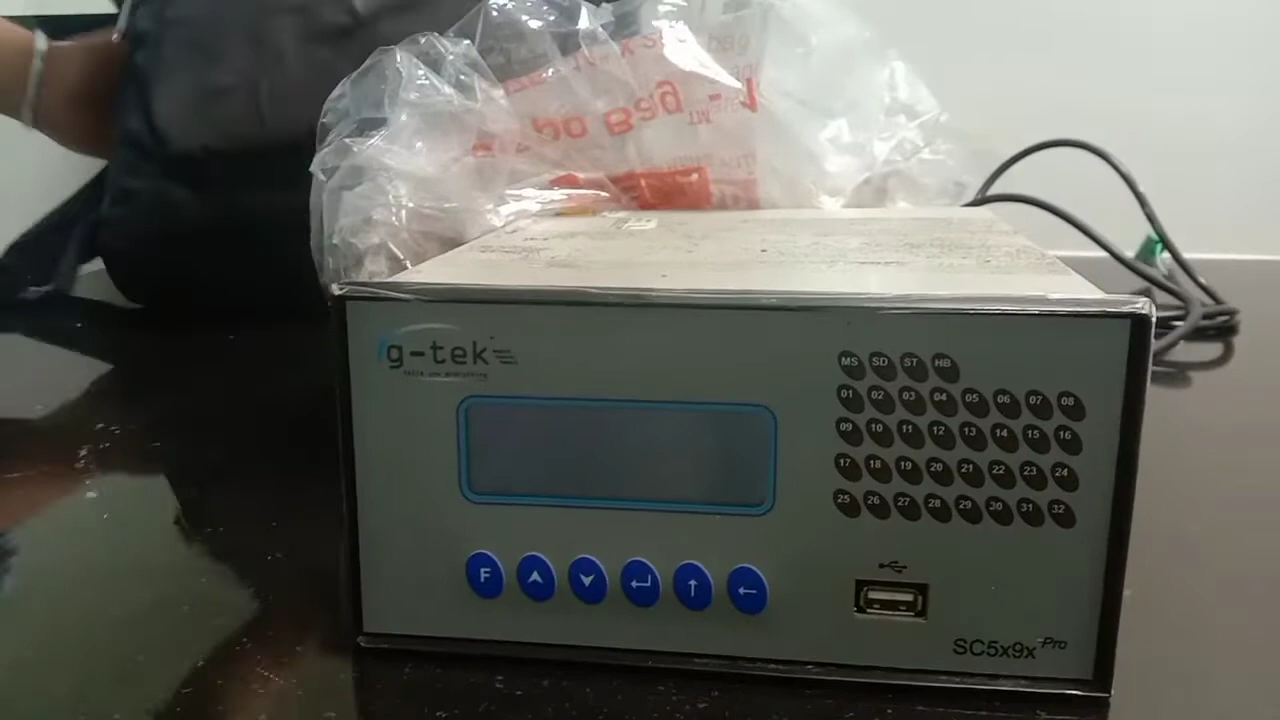 g-tek
MS SD ST HB
01 02 03 04 05 06 07 08
09 10 11 12 13 14 15 16
17 18 19 20 21 22 23 24
25 26 27 28 29 30 31 32
F
SC5x9x-Pro
Bag